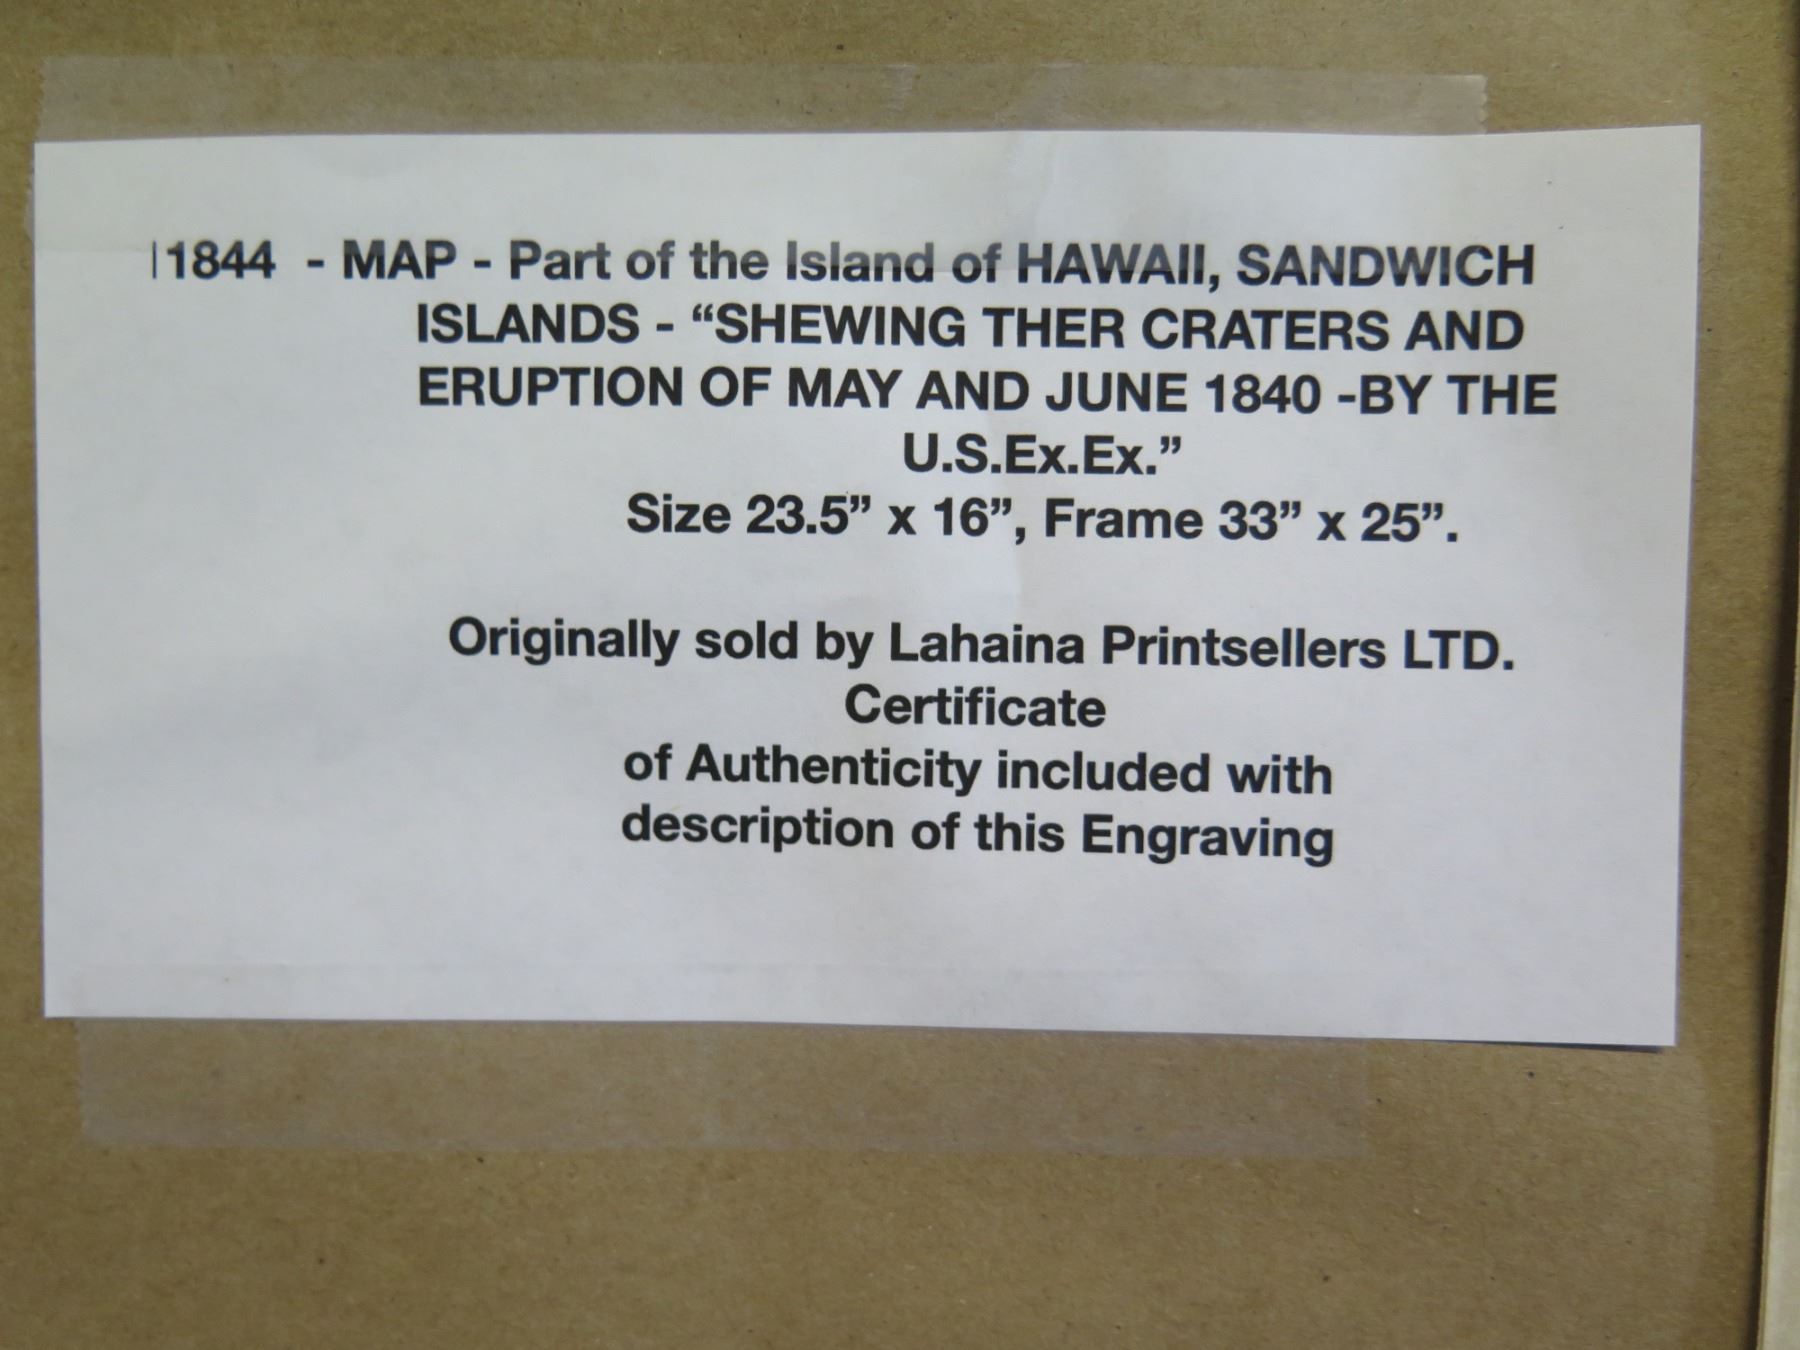 1844 - MAP - Part of the Island of HAWAII, SANDWICH
ISLANDS - “SHEWING THER CRATERS AND
ERUPTION OF MAY AND JUNE 1840 -BY THE
U.S.Ex.Ex.”
Size 23.5” x 16”, Frame 33” x 25”.
Originally sold by Lahaina Printsellers LTD.
Certificate
of Authenticity included with
description of this Engraving